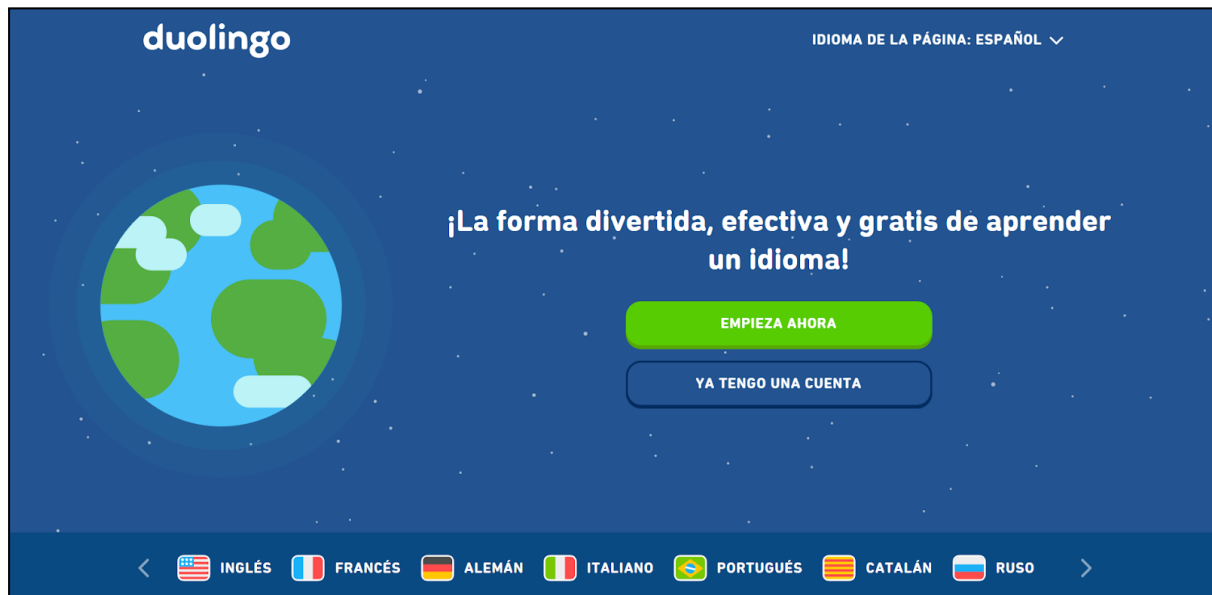 duolingo
IDIOMA DE LA PÁGINA: ESPAÑOL
¡La forma divertida, efectiva y gratis de aprender
un idioma!
EMPIEZA AHORA
YA TENGO UNA CUENTA
INGLÉS FRANCÉS ALEMÁN ITALIANO PORTUGUÉS CATALÁN RUSO